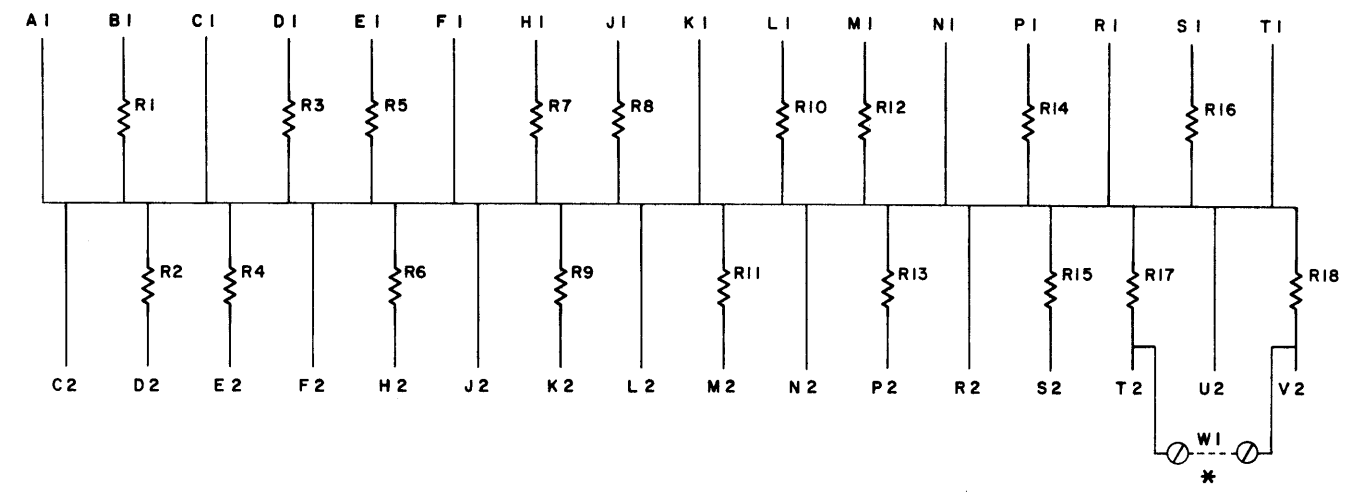 A1 B1 C1 D1 E1 F1 H1 J1 K1 L1 M1 N1 P1 R1 S1 T1
R1 R3 R5 R7 R8 R10 R12 R14 R16
R2 R4 R6 R9 R11 R13 R15 R17 R18
C2 D2 E2 F2 H2 J2 K2 L2 M2 N2 P2 R2 S2 T2 U2 V2
W1
*